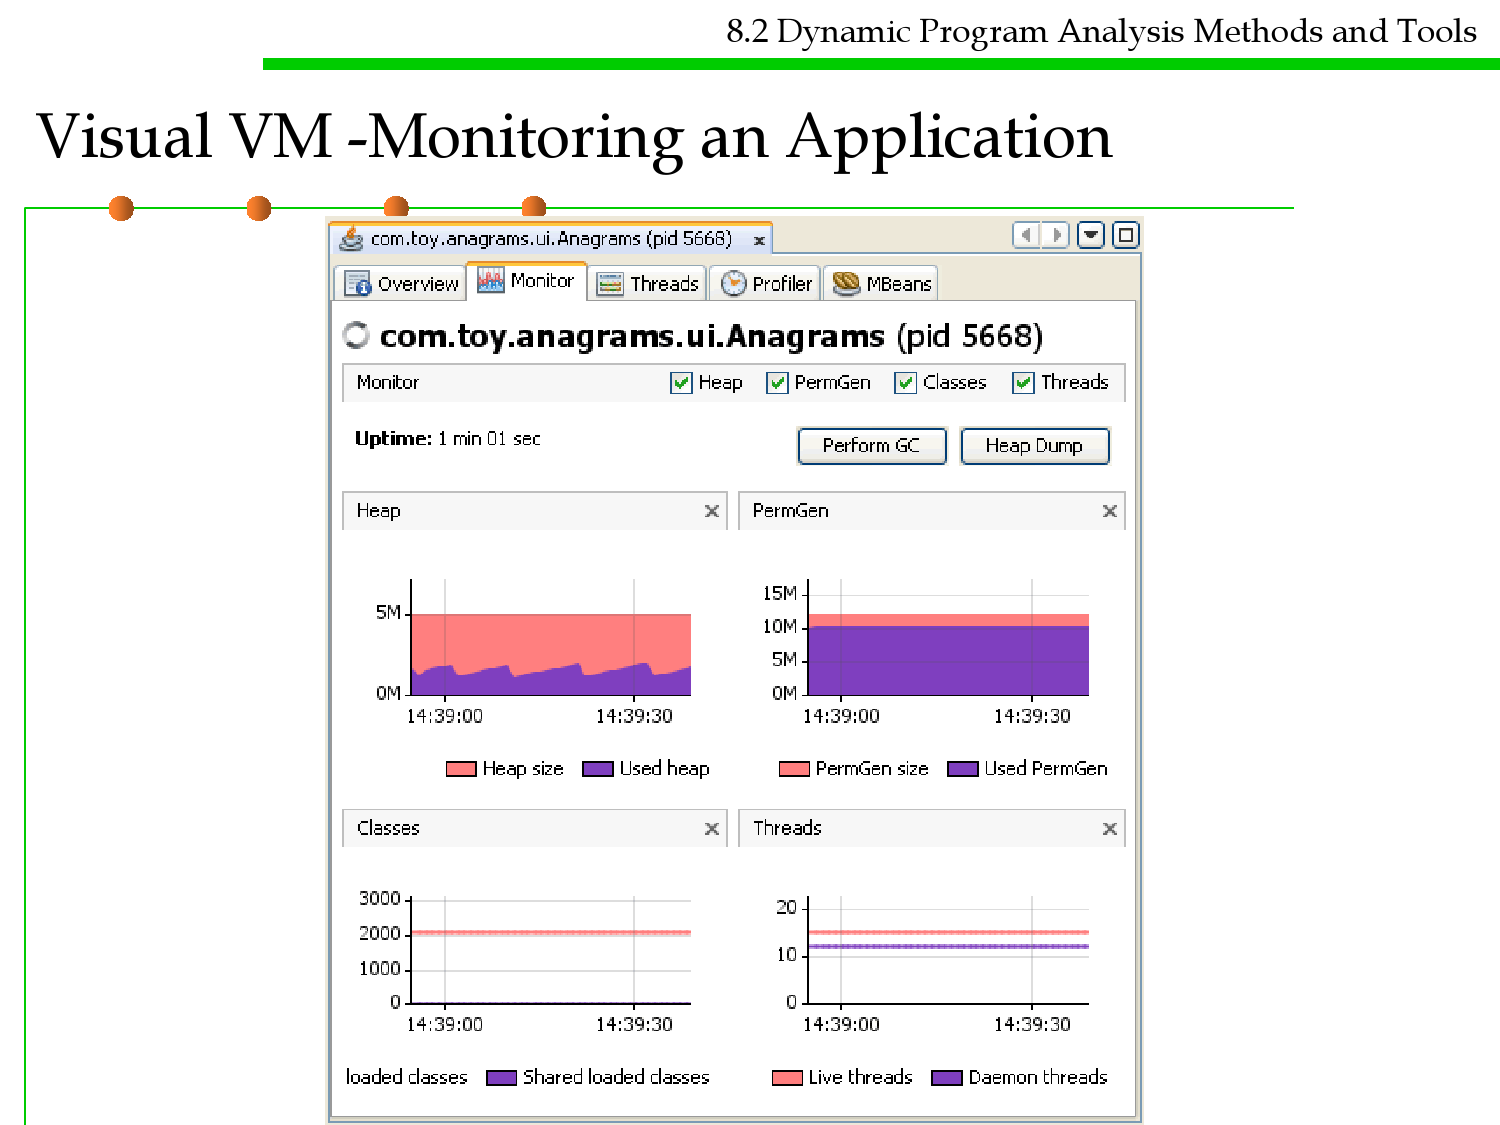 8.2 Dynamic Program Analysis Methods and Tools
Visual VM -Monitoring an Application
com.toy.anagrams.ui.Anagrams (pid 5668) x
Overview Monitor Threads Profiler MBeans
com.toy.anagrams.ui.Anagrams (pid 5668)
Monitor Heap PermGen Classes Threads
Uptime: 1 min 01 sec Perform GC Heap Dump
Heap
5M
0M
14:39:00 14:39:30
Heap size Used heap
PermGen
15M
10M
5M
0M
14:39:00 14:39:30
PermGen size Used PermGen
Classes
3000
2000
1000
0
14:39:00 14:39:30
loaded classes Shared loaded classes
Threads
20
10
0
14:39:00 14:39:30
Live threads Daemon threads